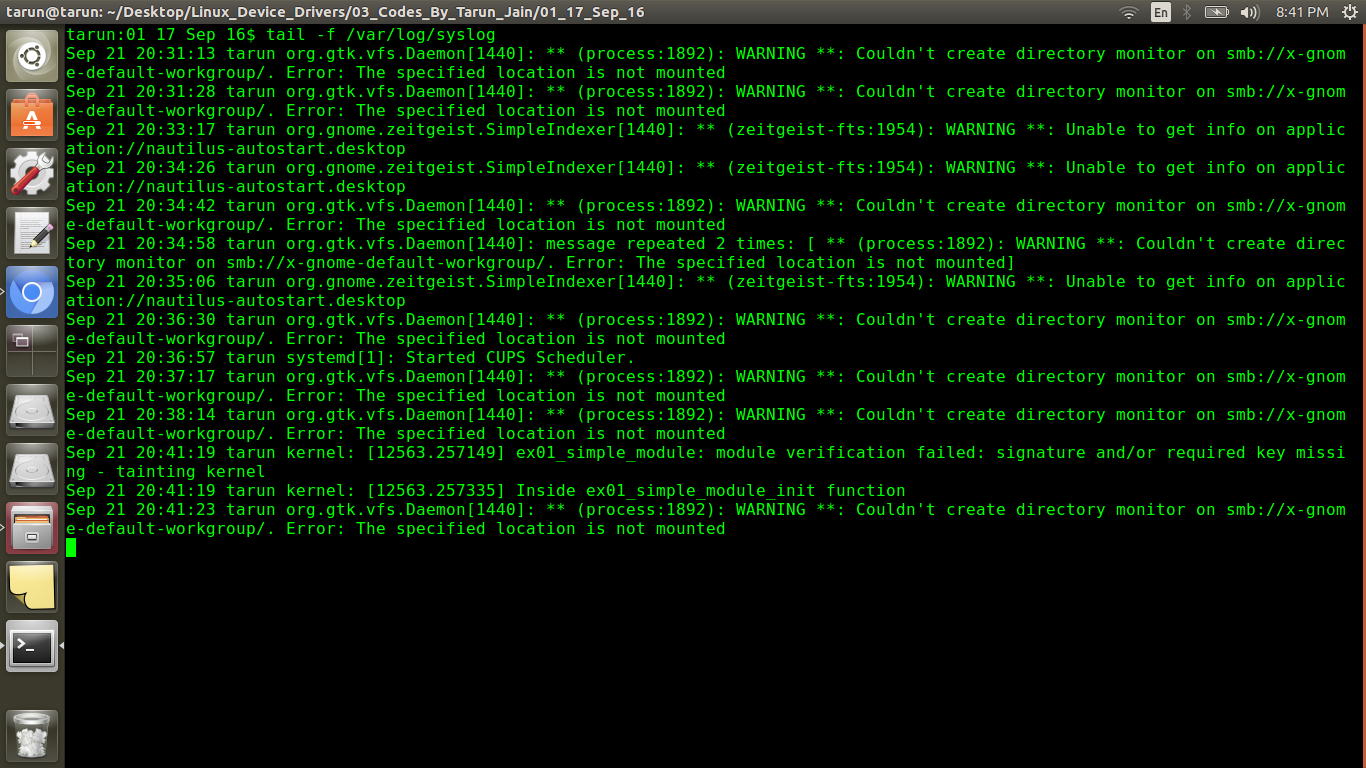 tarun@tarun: ~/Desktop/Linux_Device_Drivers/03_Codes_By_Tarun_Jain/01_17_Sep_16
En
8:41 PM
tarun:01 17 Sep 16$ tail -f /var/log/syslog
Sep 21 20:31:13 tarun org.gtk.vfs.Daemon[1440]: ** (process:1892): WARNING **: Couldn't create directory monitor on smb://x-gnom
e-default-workgroup/. Error: The specified location is not mounted
Sep 21 20:31:28 tarun org.gtk.vfs.Daemon[1440]: ** (process:1892): WARNING **: Couldn't create directory monitor on smb://x-gnom
e-default-workgroup/. Error: The specified location is not mounted
Sep 21 20:33:17 tarun org.gnome.zeitgeist.SimpleIndexer[1440]: ** (zeitgeist-fts:1954): WARNING **: Unable to get info on applic
ation://nautilus-autostart.desktop
Sep 21 20:34:26 tarun org.gnome.zeitgeist.SimpleIndexer[1440]: ** (zeitgeist-fts:1954): WARNING **: Unable to get info on applic
ation://nautilus-autostart.desktop
Sep 21 20:34:42 tarun org.gtk.vfs.Daemon[1440]: ** (process:1892): WARNING **: Couldn't create directory monitor on smb://x-gnom
e-default-workgroup/. Error: The specified location is not mounted
Sep 21 20:34:58 tarun org.gtk.vfs.Daemon[1440]: message repeated 2 times: [ ** (process:1892): WARNING **: Couldn't create direc
tory monitor on smb://x-gnome-default-workgroup/. Error: The specified location is not mounted]
Sep 21 20:35:06 tarun org.gnome.zeitgeist.SimpleIndexer[1440]: ** (zeitgeist-fts:1954): WARNING **: Unable to get info on applic
ation://nautilus-autostart.desktop
Sep 21 20:36:30 tarun org.gtk.vfs.Daemon[1440]: ** (process:1892): WARNING **: Couldn't create directory monitor on smb://x-gnom
e-default-workgroup/. Error: The specified location is not mounted
Sep 21 20:36:57 tarun systemd[1]: Started CUPS Scheduler.
Sep 21 20:37:17 tarun org.gtk.vfs.Daemon[1440]: ** (process:1892): WARNING **: Couldn't create directory monitor on smb://x-gnom
e-default-workgroup/. Error: The specified location is not mounted
Sep 21 20:38:14 tarun org.gtk.vfs.Daemon[1440]: ** (process:1892): WARNING **: Couldn't create directory monitor on smb://x-gnom
e-default-workgroup/. Error: The specified location is not mounted
Sep 21 20:41:19 tarun kernel: [12563.257149] ex01_simple_module: module verification failed: signature and/or required key missi
ng - tainting kernel
Sep 21 20:41:19 tarun kernel: [12563.257335] Inside ex01_simple_module_init function
Sep 21 20:41:23 tarun org.gtk.vfs.Daemon[1440]: ** (process:1892): WARNING **: Couldn't create directory monitor on smb://x-gnom
e-default-workgroup/. Error: The specified location is not mounted